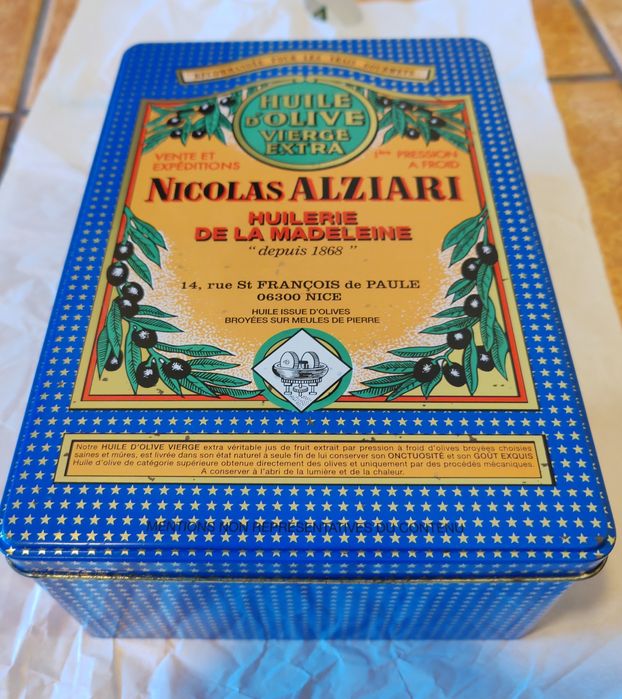 RECOMMANDÉE POUR LES VRAIS GOURMETS
HUILE
D'OLIVE
VIERGE
EXTRA
VENTE ET
EXPÉDITIONS
1ère PRESSION
A FROID
NICOLAS ALZIARI
HUILERIE
DE LA MADELEINE
"depuis 1868"
14, rue St FRANÇOIS de PAULE
06300 NICE
HUILE ISSUE D'OLIVES
BROYÉES SUR MEULES DE PIERRE
Notre HUILE D'OLIVE VIERGE extra véritable jus de fruit extrait par pression à froid d'olives broyées choisies
saines et mûres, est livrée dans son état naturel à seule fin de lui conserver son ONCTUOSITÉ et son GOÛT EXQUIS
Huile d'olive de catégorie supérieure obtenue directement des olives et uniquement par des procédés mécaniques.
A conserver à l'abri de la lumière et de la chaleur.
MENTIONS NON REPRÉSENTATIVES DU CONTENU